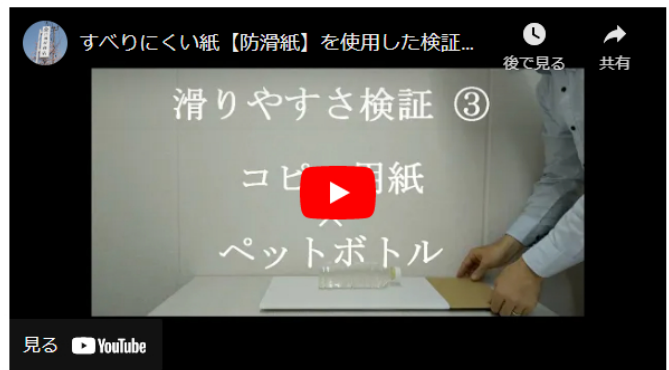 すべりにくい紙【防滑紙】を使用した検証...
後で見る
共有
滑りやすさ検証 ③
コピ 用紙
×
ペットボトル
見る YouTube